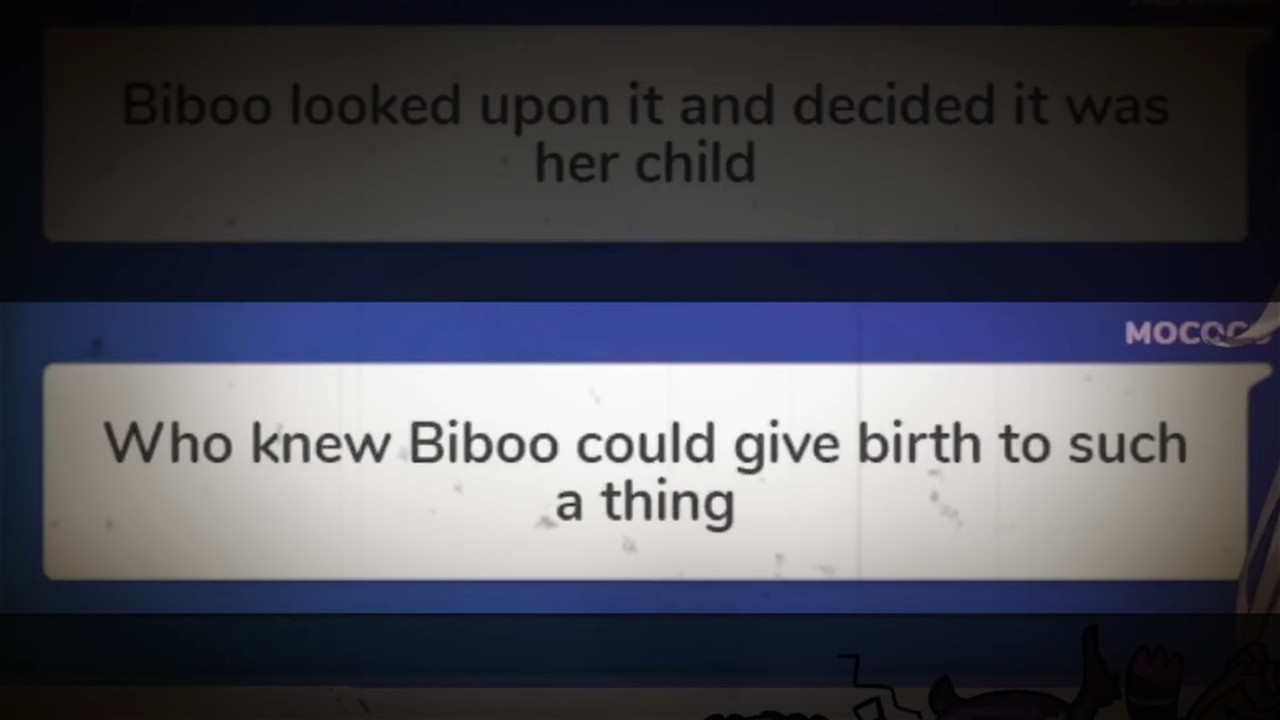 Biboo looked upon it and decided it was
her child
Who knew Biboo could give birth to such
a thing